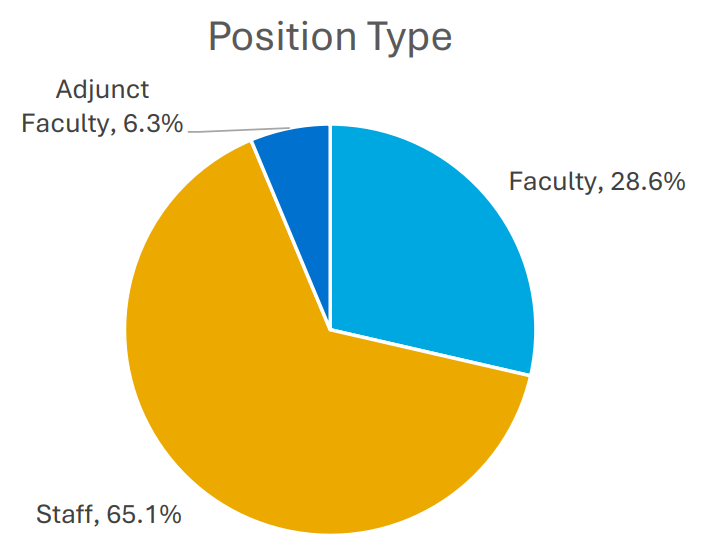 Position Type
Adjunct
Faculty, 6.3%
Faculty, 28.6%
Staff, 65.1%